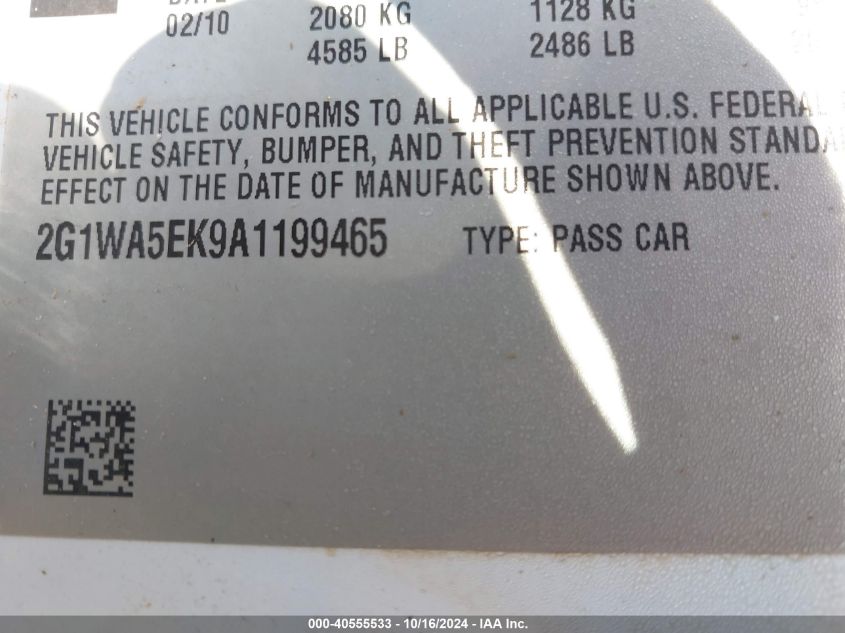 02/10 2080 KG 1128 KG
4585 LB 2486 LB
THIS VEHICLE CONFORMS TO ALL APPLICABLE U.S. FEDERAL
VEHICLE SAFETY, BUMPER, AND THEFT PREVENTION STANDA
EFFECT ON THE DATE OF MANUFACTURE SHOWN ABOVE.
2G1WA5EK9A1199465 TYPE: PASS CAR
000-40555533 - 10/16/2024 - IAA Inc.